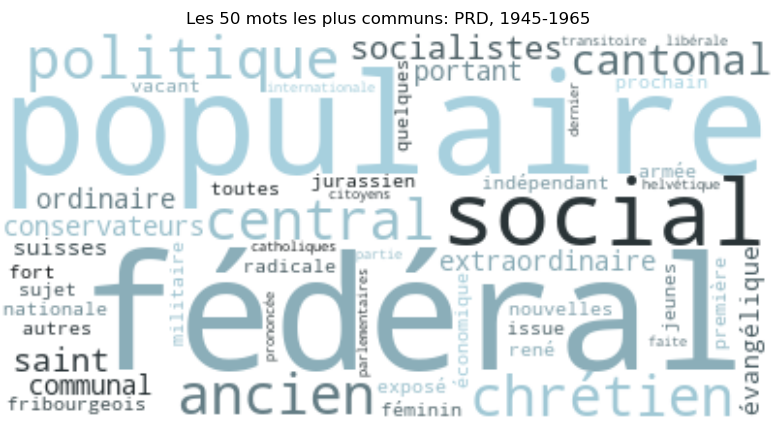 Les 50 mots les plus communs: PRD, 1945-1965
politique
socialistes
transitoire
libérale
cantonal
portant
vacant
internationale
quelques
prochain
dernier
populaire
toutes
jurassien
citoyens
indépendant
armée
helvétique
ordinaire
conservateurs
central
social
suisses
catholiques
radicale
partie
extraordinaire
fort
sujet
nationale
autres
militaire
fédéral
prononcée
parlementaires
économique
nouvelles
issue
rené
jeunes
faite
première
évangélique
saint
communal
fribourgeois
ancien
exposé
féminin
chrétien